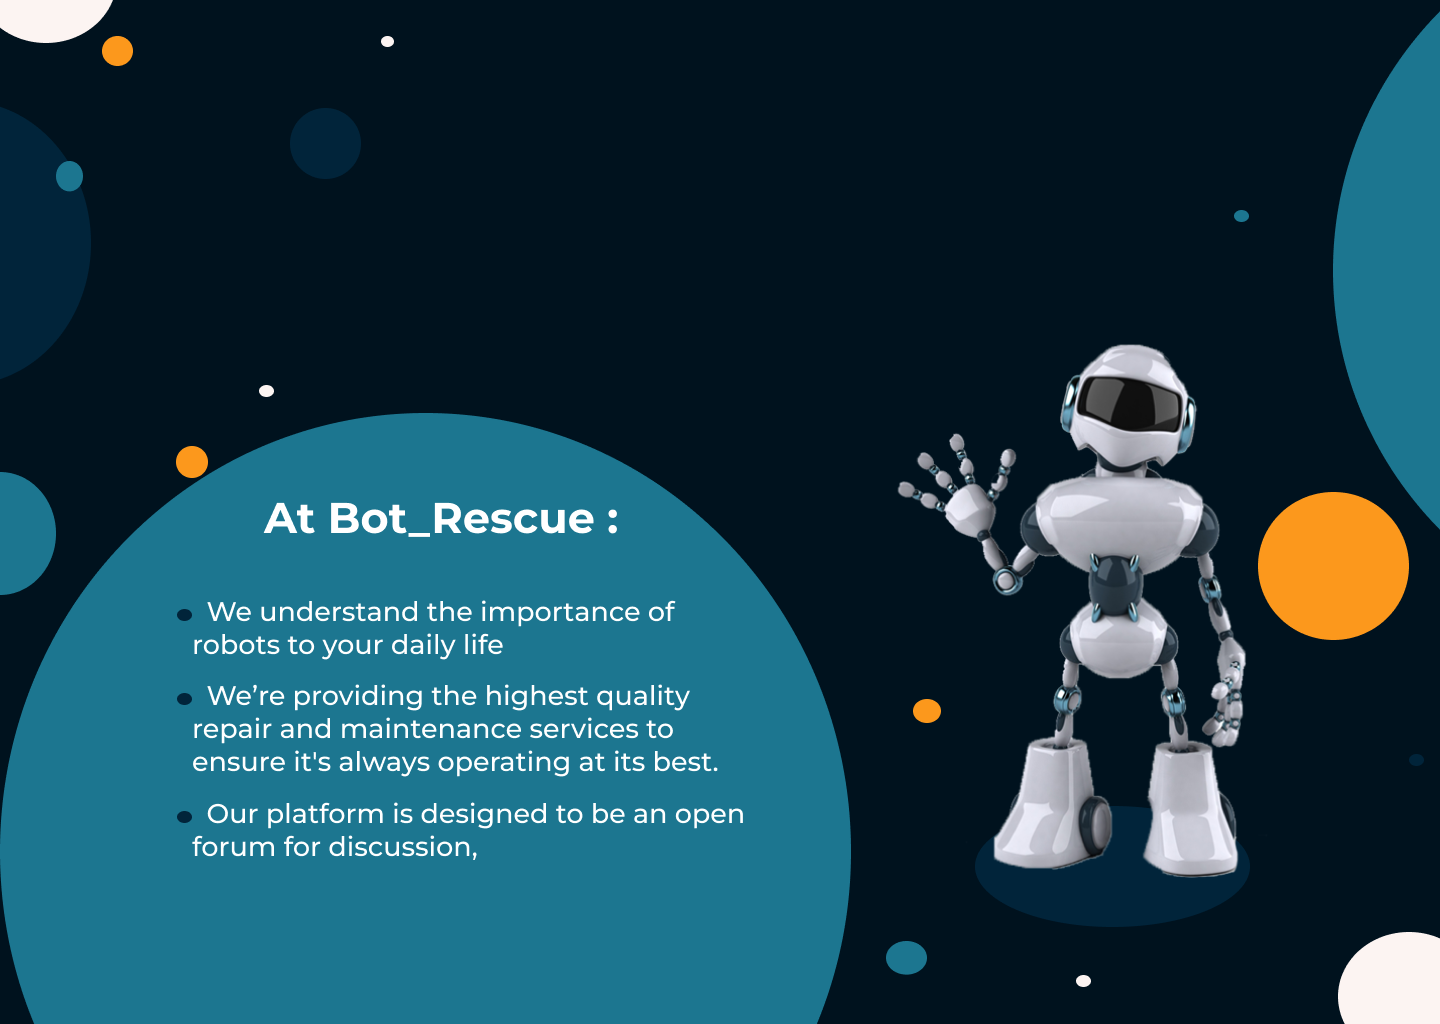 At Bot_Rescue :
We understand the importance of
robots to your daily life
We’re providing the highest quality
repair and maintenance services to
ensure it's always operating at its best.
Our platform is designed to be an open
forum for discussion,